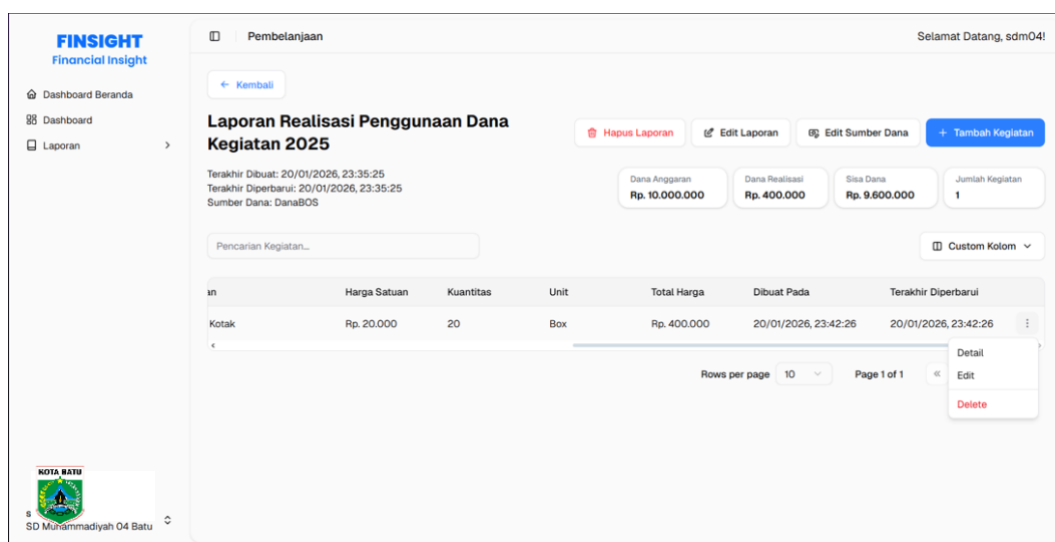 FINSIGHT
Financial Insight
Dashboard Beranda
Dashboard
Laporan
Pembelanjaan
Selamat Datang, sdm04!
Kembali
Laporan Realisasi Penggunaan Dana
Kegiatan 2025
Hapus Laporan
Edit Laporan
Edit Sumber Dana
+ Tambah Kegiatan
Terakhir Dibuat: 20/01/2026, 23:35:25
Terakhir Diperbarui: 20/01/2026, 23:35:25
Sumber Dana: DanaBOS
Dana Anggaran
Rp. 10.000.000
Dana Realisasi
Rp. 400.000
Sisa Dana
Rp. 9.600.000
Jumlah Kegiatan
1
Pencarian Kegiatan...
Custom Kolom
an Harga Satuan Kuantitas Unit Total Harga Dibuat Pada Terakhir Diperbarui
Kotak Rp. 20.000 20 Box Rp. 400.000 20/01/2026, 23:42:26 20/01/2026, 23:42:26
Detail
Edit
Delete
Rows per page 10 Page 1 of 1
KOTA BATU
s
SD Muhammadiyah 04 Batu